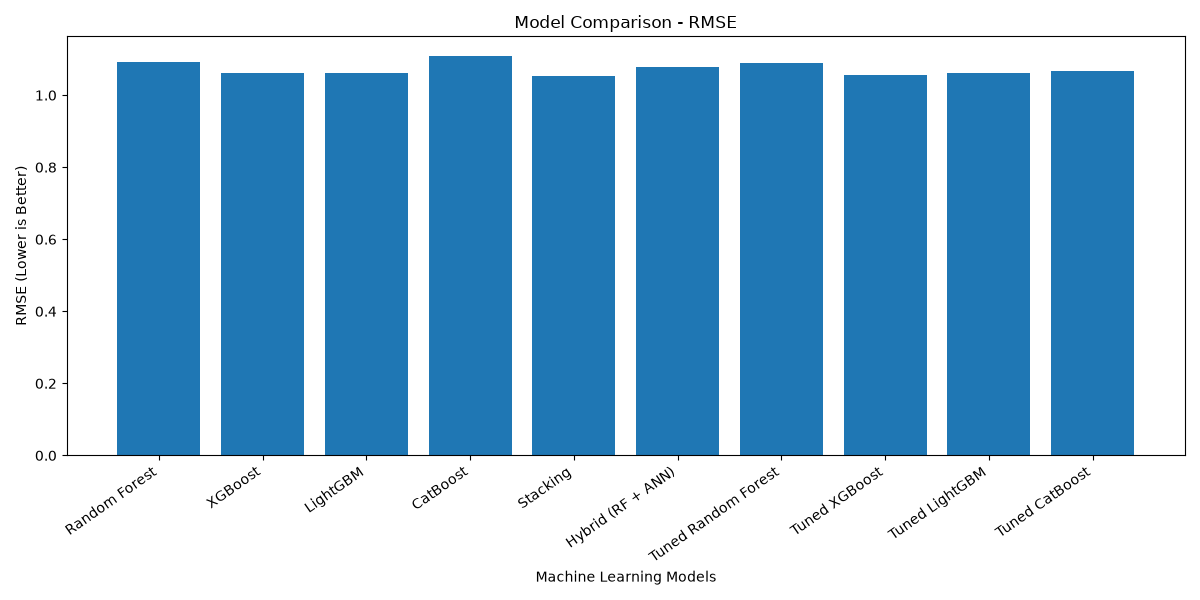 Model Comparison - RMSE
RMSE (Lower is Better)
1.0
0.8
0.6
0.4
0.2
0.0
Random Forest
XGBoost
LightGBM
CatBoost
Stacking
Hybrid (RF + ANN)
Tuned Random Forest
Tuned XGBoost
Tuned LightGBM
Tuned CatBoost
Machine Learning Models